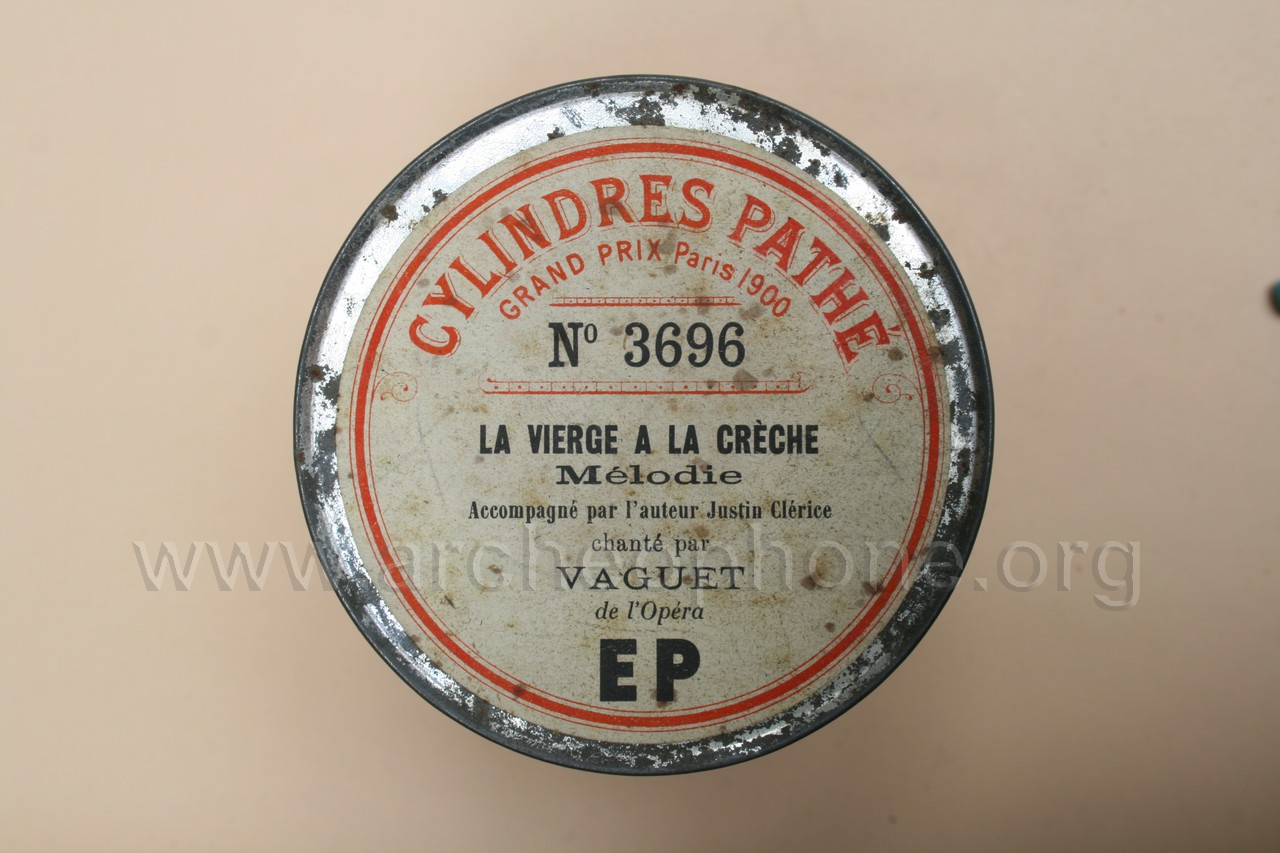 CYLINDRES PATHÉ
GRAND PRIX Paris 1900
Nº 3696
LA VIERGE A LA CRÈCHE
Mélodie
Accompagné par l'auteur Justin Clérice
chanté par
www.archeophone.org
VAGUET
de l'Opéra
EP